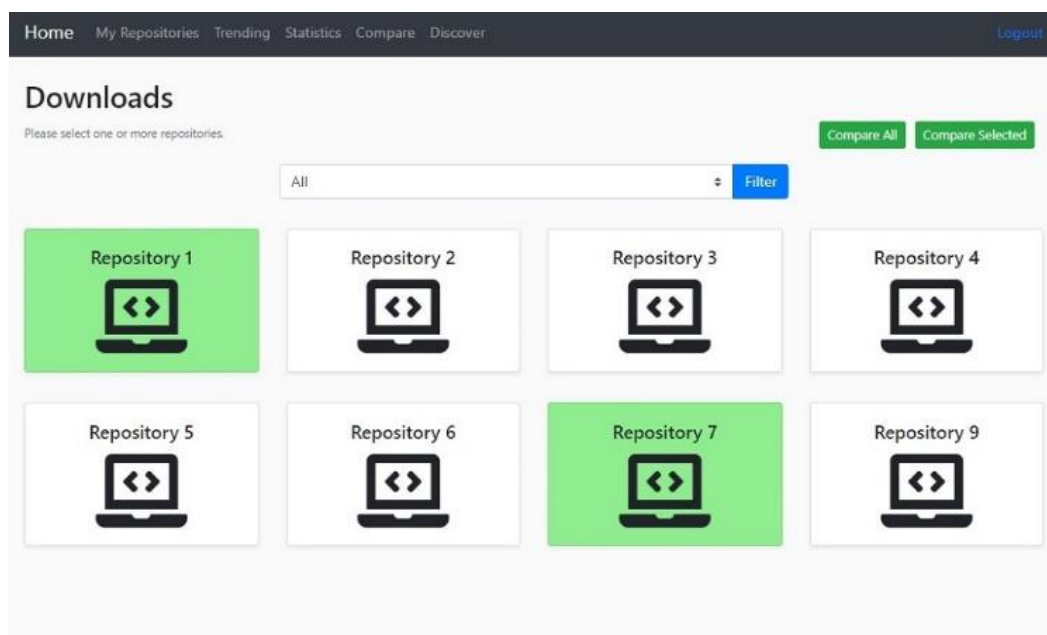 Home My Repositories Trending Statistics Compare Discover Logout
Downloads
Please select one or more repositories.
Compare All Compare Selected
All Filter
Repository 1 Repository 2 Repository 3 Repository 4
Repository 5 Repository 6 Repository 7 Repository 9